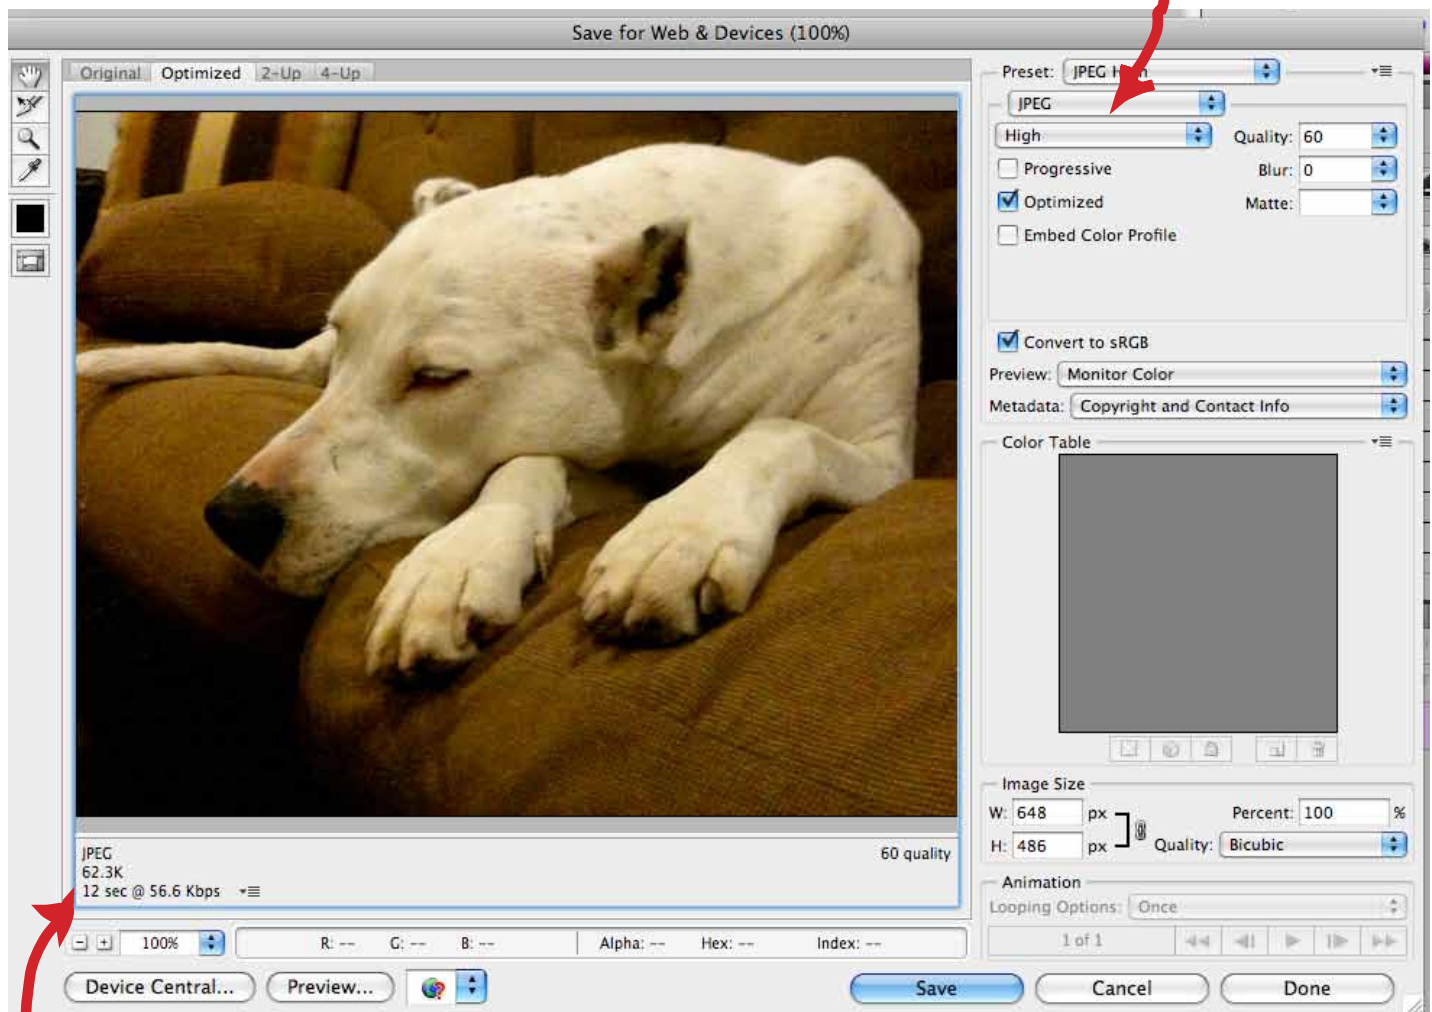 Save for Web & Devices (100%)
Original Optimized 2-Up 4-Up
Preset: JPEG
JPEG
High Quality: 60
Progressive Blur: 0
Optimized Matte:
Embed Color Profile
Convert to sRGB
Preview: Monitor Color
Metadata: Copyright and Contact Info
Color Table
Image Size
W: 648 px Percent: 100 %
H: 486 px Quality: Bicubic
JPEG 60 quality
62.3K
12 sec @ 56.6 Kbps
Animation
Looping Options: Once
1 of 1
100% R: -- G: -- B: -- Alpha: -- Hex: -- Index: --
Device Central... Preview... Save Cancel Done